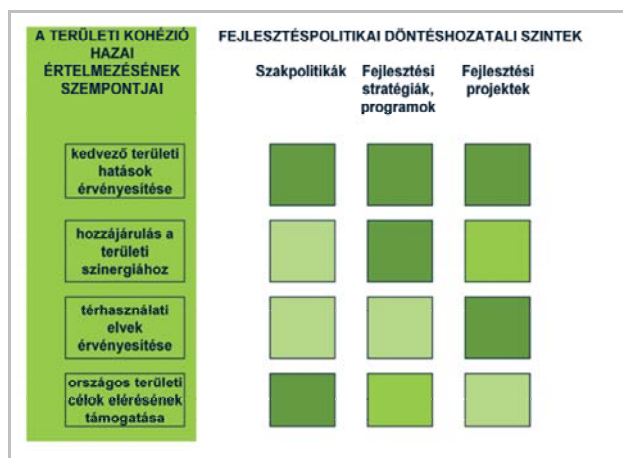 A TERÜLETI KOHÉZIÓ
HAZAI
ÉRTELMEZÉSÉNEK
SZEMPONTJAI
FEJLESZTÉSPOLITIKAI DÖNTÉSHOZATALI SZINTEK
Szakpolitikák
Fejlesztési
stratégiák,
programok
Fejlesztési
projektek
kedvező területi
hatások
érvényesítése
hozzájárulás a
területi
szinergiához
térhasználati
elvek
érvényesítése
országos területi
célok elérésének
támogatása